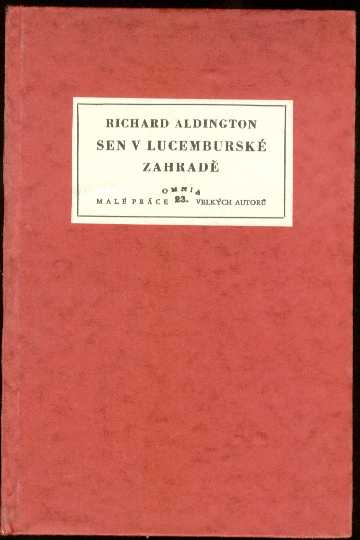 RICHARD ALDINGTON
SEN V LUCEMBURSKÉ
ZAHRADĚ
OMNIA
MALÉ PRÁCE 23. VELKÝCH AUTORŮ